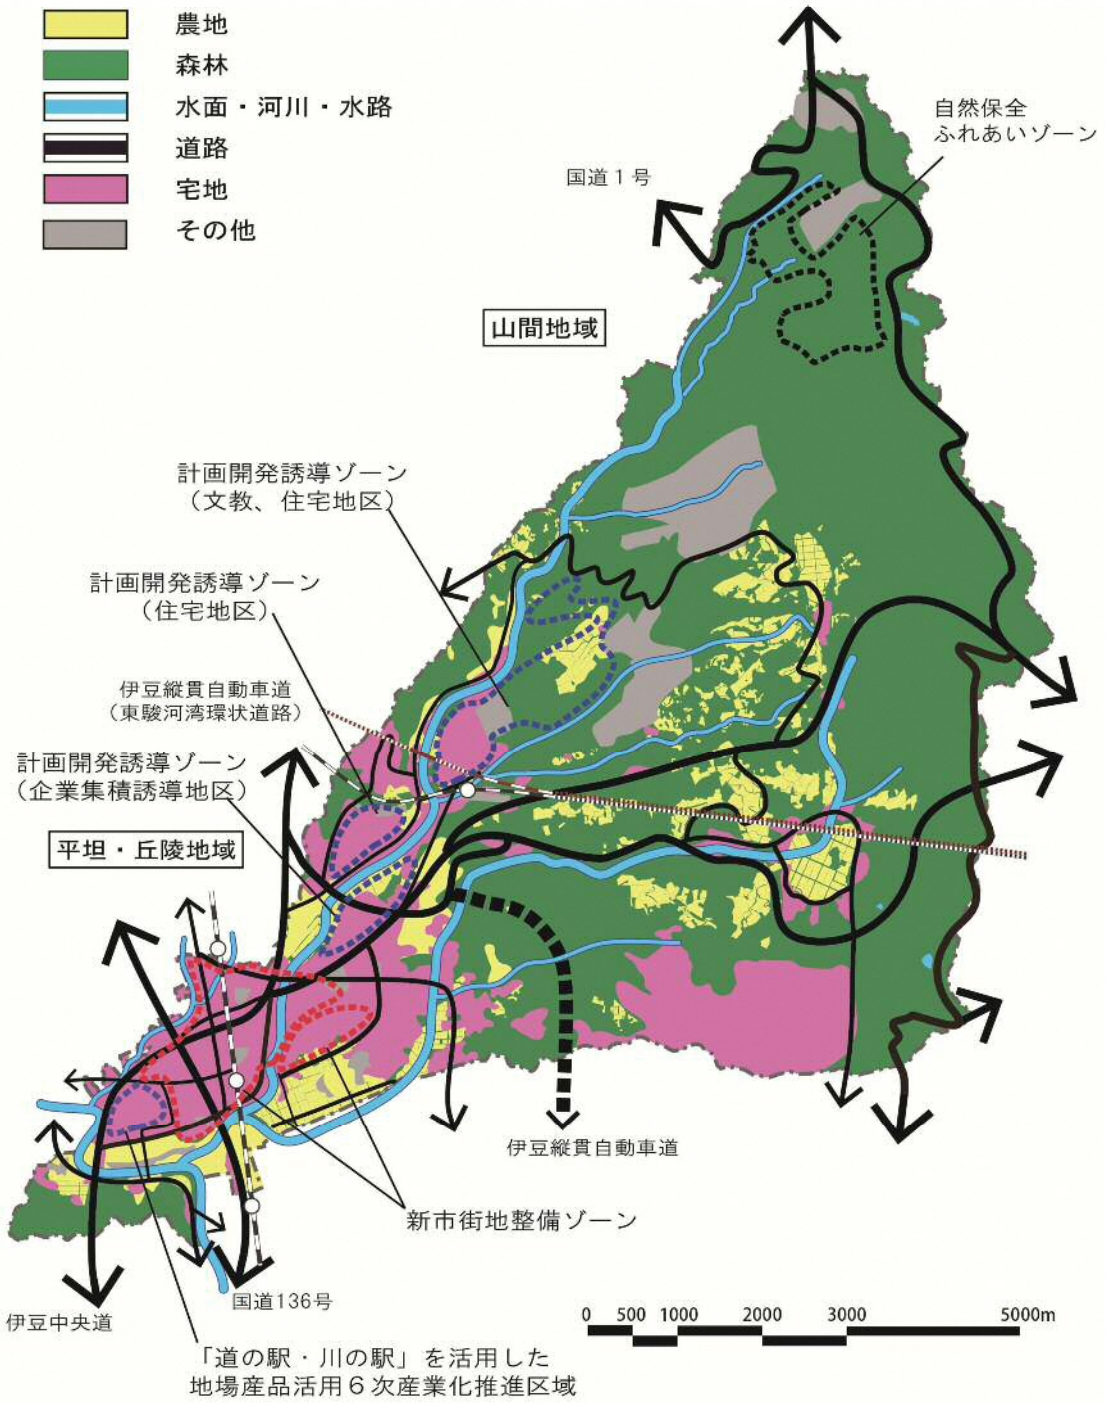 農地
森林
水面・河川・水路
道路
宅地
その他
自然保全
ふれあいゾーン
国道1号
山間地域
計画開発誘導ゾーン
（文教、住宅地区）
計画開発誘導ゾーン
（住宅地区）
伊豆縦貫自動車道
（東駿河湾環状道路）
計画開発誘導ゾーン
（企業集積誘導地区）
平坦・丘陵地域
伊豆縦貫自動車道
新市街地整備ゾーン
国道136号
伊豆中央道
「道の駅・川の駅」を活用した
地場産品活用６次産業化推進区域
0 500 1000 2000 3000 5000m